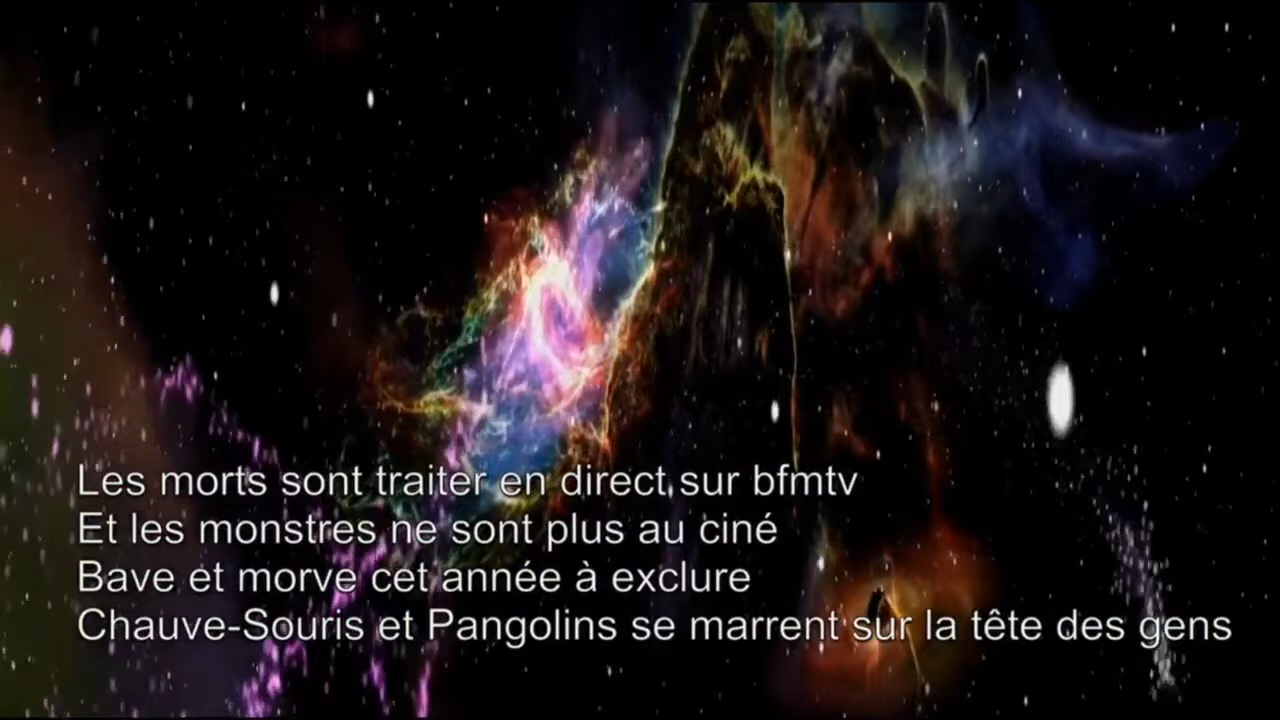 Les morts sont traiter en direct sur bfmtv
Et les monstres ne sont plus au ciné
Bave et morve cet année à exclure
Chauve-Souris et Pangolins se marrent sur la tête des gens